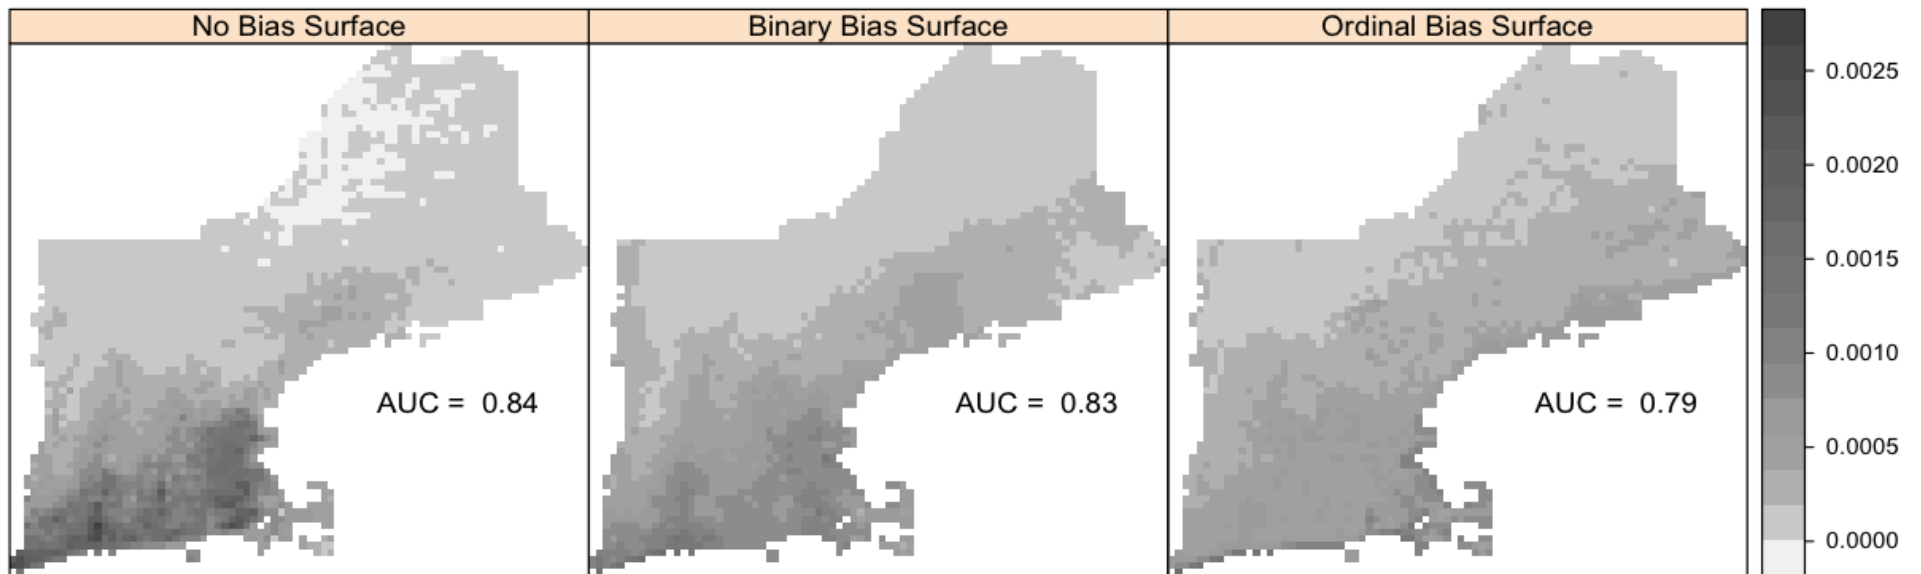 No Bias Surface
Binary Bias Surface
Ordinal Bias Surface
AUC = 0.84
AUC = 0.83
AUC = 0.79
0.0025
0.0020
0.0015
0.0010
0.0005
0.0000